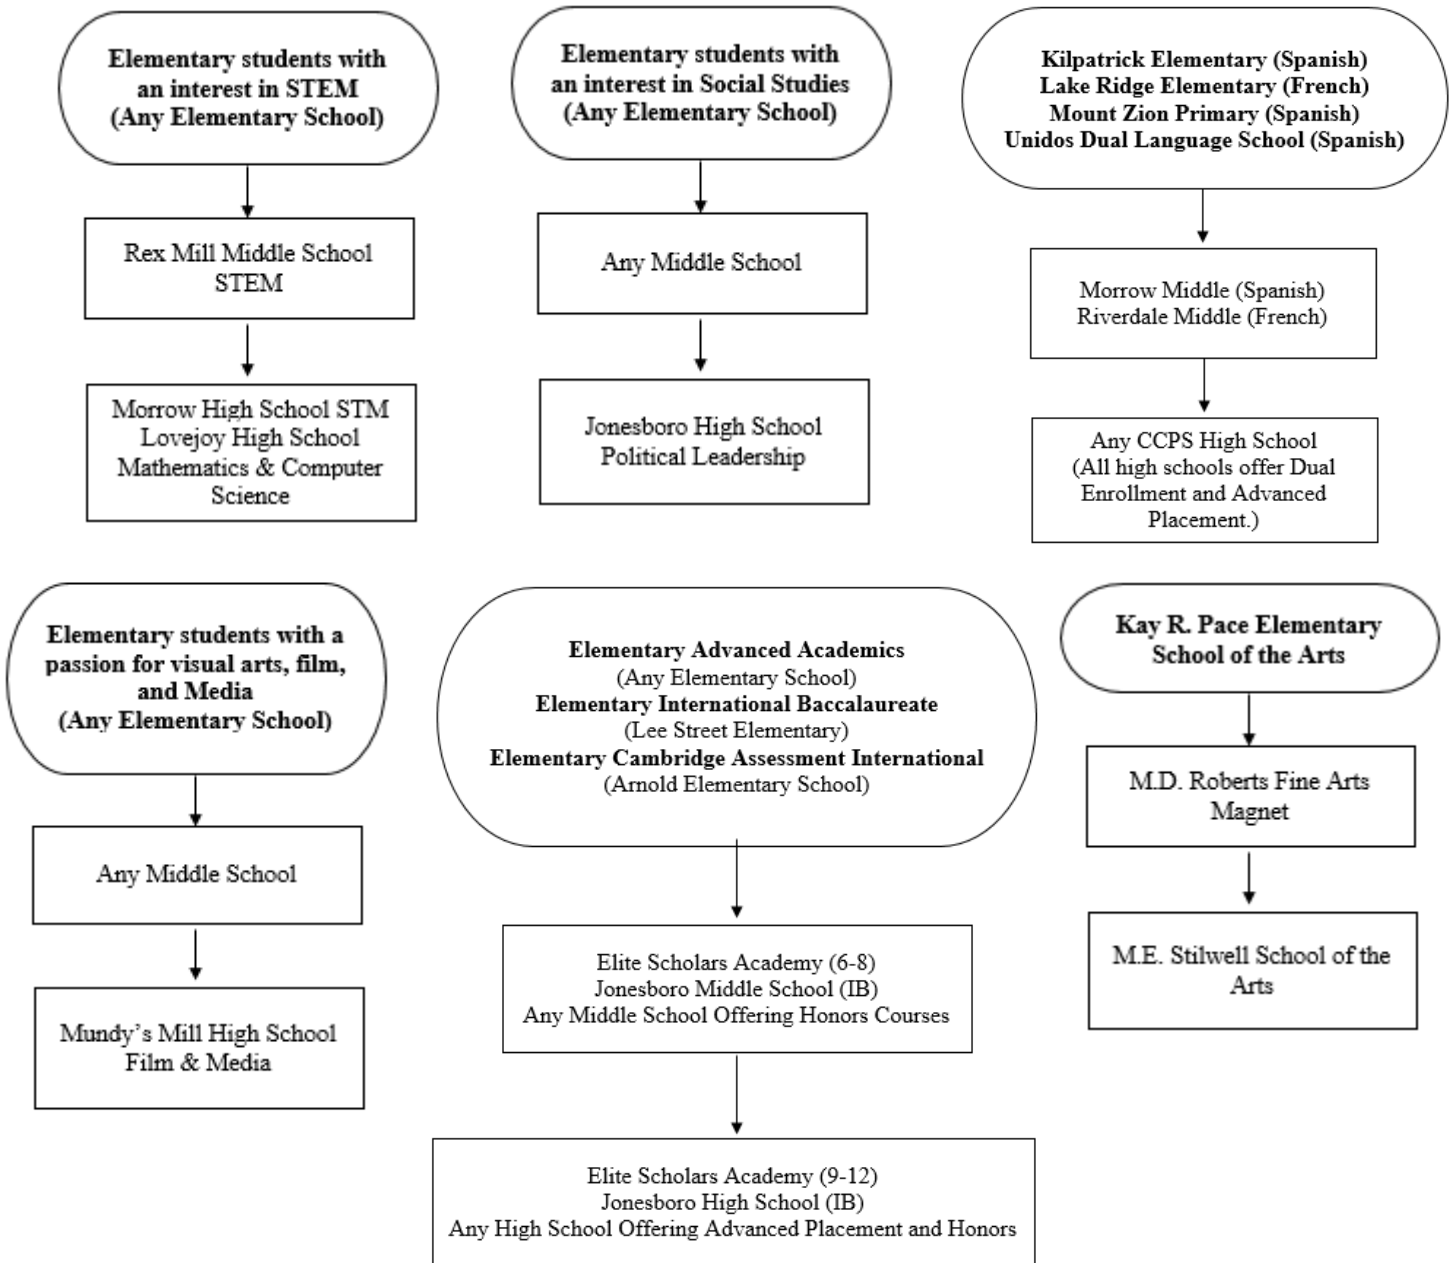 Elementary students with
an interest in STEM
(Any Elementary School)
Rex Mill Middle School
STEM
Morrow High School STM
Lovejoy High School
Mathematics & Computer
Science
Elementary students with
an interest in Social Studies
(Any Elementary School)
Any Middle School
Jonesboro High School
Political Leadership
Kilpatrick Elementary (Spanish)
Lake Ridge Elementary (French)
Mount Zion Primary (Spanish)
Unidos Dual Language School (Spanish)
Morrow Middle (Spanish)
Riverdale Middle (French)
Any CCPS High School
(All high schools offer Dual
Enrollment and Advanced
Placement.)
Elementary students with a
passion for visual arts, film,
and Media
(Any Elementary School)
Any Middle School
Mundy’s Mill High School
Film & Media
Elementary Advanced Academics
(Any Elementary School)
Elementary International Baccalaureate
(Lee Street Elementary)
Elementary Cambridge Assessment International
(Arnold Elementary School)
Elite Scholars Academy (6-8)
Jonesboro Middle School (IB)
Any Middle School Offering Honors Courses
Elite Scholars Academy (9-12)
Jonesboro High School (IB)
Any High School Offering Advanced Placement and Honors
Kay R. Pace Elementary
School of the Arts
M.D. Roberts Fine Arts
Magnet
M.E. Stilwell School of the
Arts